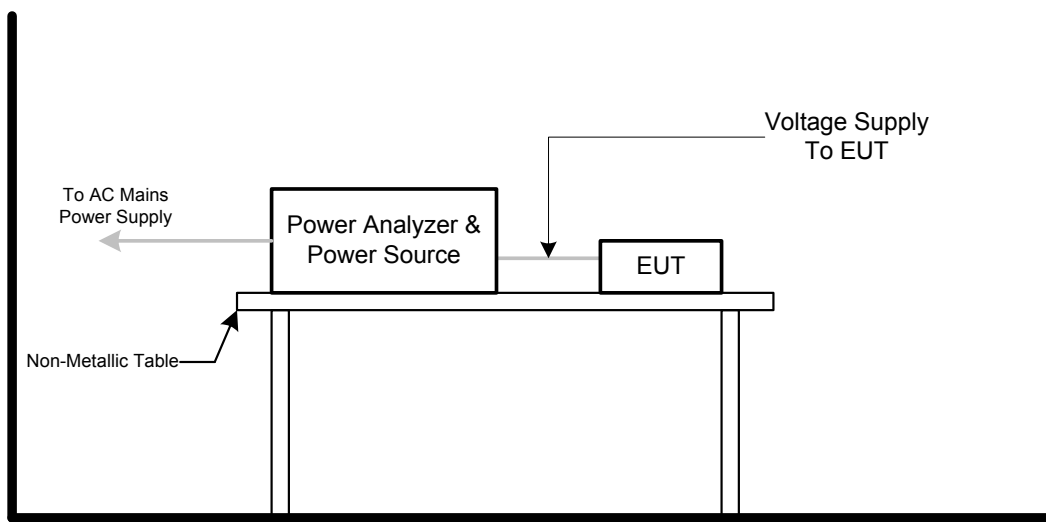 Voltage Supply
To EUT
To AC Mains
Power Supply
Power Analyzer &
Power Source
EUT
Non-Metallic Table